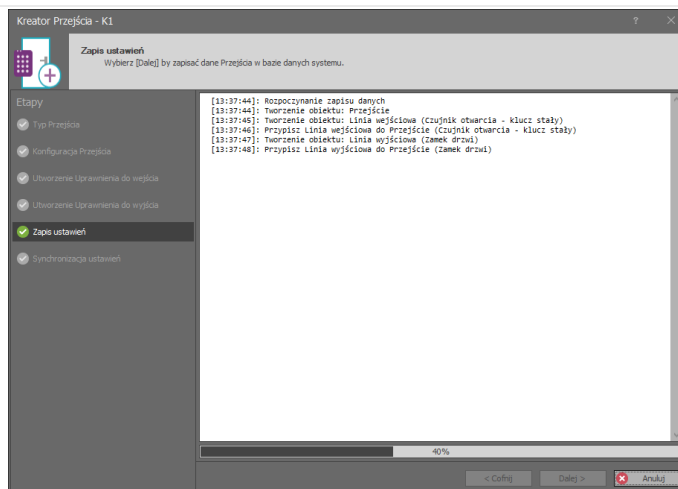 Kreator Przejścia - K1
Zapis ustawień
Wybierz [Dalej] by zapisać dane Przejścia w bazie danych systemu.
Etapy
Typ Przejścia
Konfiguracja Przejścia
Utworzenie Uprawnienia do wejścia
Utworzenie Uprawnienia do wyjścia
Zapis ustawień
Synchronizacja ustawień
[13:37:44]: Rozpoczynanie zapisu danych
[13:37:44]: Tworzenie obiektu: Przejście
[13:37:45]: Tworzenie obiektu: Linia wejściowa (Czujnik otwarcia - klucz stały)
[13:37:46]: Przypisz Linia wejściowa do Przejście (Czujnik otwarcia - klucz stały)
[13:37:47]: Tworzenie obiektu: Linia wyjściowa (Zamek drzwi)
[13:37:48]: Przypisz Linia wyjściowa do Przejście (Zamek drzwi)
40%
< Cofnij
Dalej >
Anuluj